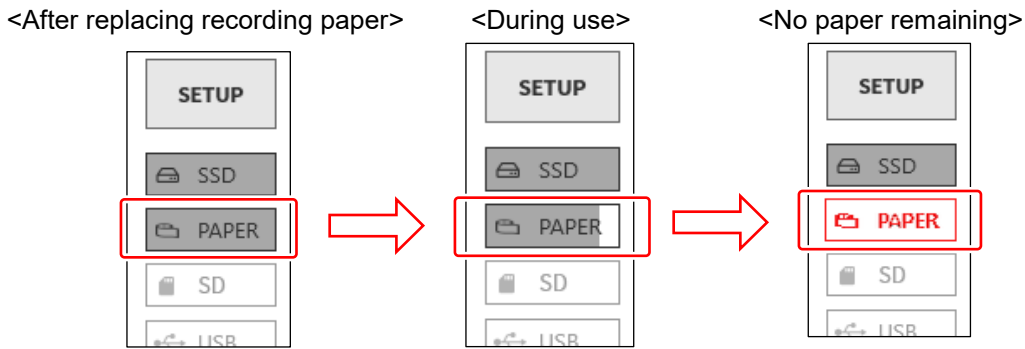 <After replacing recording paper>
<During use>
<No paper remaining>
SETUP
SSD
PAPER
SD
USB
SETUP
SSD
PAPER
SD
USB
SETUP
SSD
PAPER
SD
USB